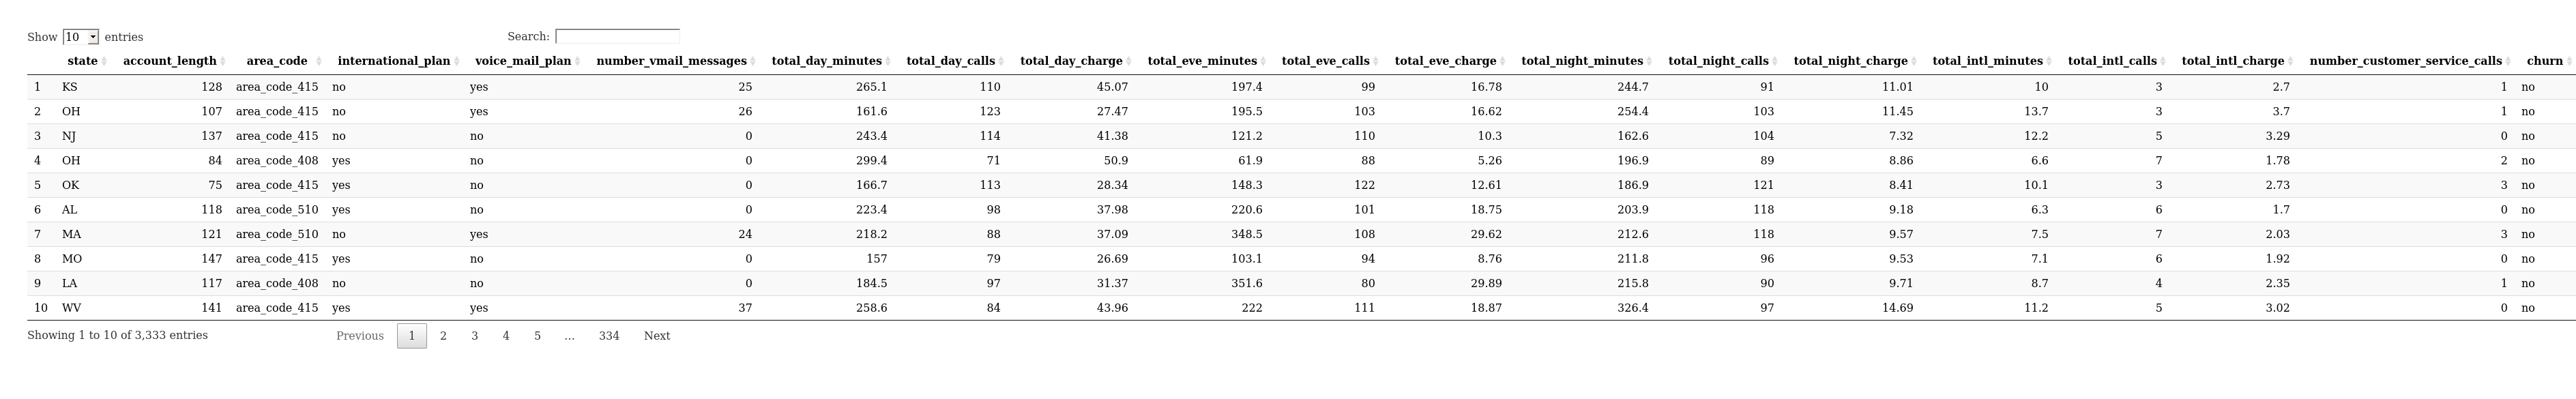 Show 10 entries Search:
state account_length area_code international_plan voice_mail_plan number_vmail_messages total_day_minutes total_day_calls total_day_charge total_eve_minutes total_eve_calls total_eve_charge total_night_minutes total_night_calls total_night_charge total_intl_minutes total_intl_calls total_intl_charge number_customer_service_calls churn
1 KS 128 area_code_415 no yes 25 265.1 110 45.07 197.4 99 16.78 244.7 91 11.01 10 3 2.7 1 no
2 OH 107 area_code_415 no yes 26 161.6 123 27.47 195.5 103 16.62 254.4 103 11.45 13.7 3 3.7 1 no
3 NJ 137 area_code_415 no no 0 243.4 114 41.38 121.2 110 10.3 162.6 104 7.32 12.2 5 3.29 0 no
4 OH 84 area_code_408 yes no 0 299.4 71 50.9 61.9 88 5.26 196.9 89 8.86 6.6 7 1.78 2 no
5 OK 75 area_code_415 yes no 0 166.7 113 28.34 148.3 122 12.61 186.9 121 8.41 10.1 3 2.73 3 no
6 AL 118 area_code_510 yes no 0 223.4 98 37.98 220.6 101 18.75 203.9 118 9.18 6.3 6 1.7 0 no
7 MA 121 area_code_510 no yes 24 218.2 88 37.09 348.5 108 29.62 212.6 118 9.57 7.5 7 2.03 3 no
8 MO 147 area_code_415 yes no 0 157 79 26.69 103.1 94 8.76 211.8 96 9.53 7.1 6 1.92 0 no
9 LA 117 area_code_408 no no 0 184.5 97 31.37 351.6 80 29.89 215.8 90 9.71 8.7 4 2.35 1 no
10 WV 141 area_code_415 yes yes 37 258.6 84 43.96 222 111 18.87 326.4 97 14.69 11.2 5 3.02 0 no
Showing 1 to 10 of 3,333 entries Previous 1 2 3 4 5 … 334 Next